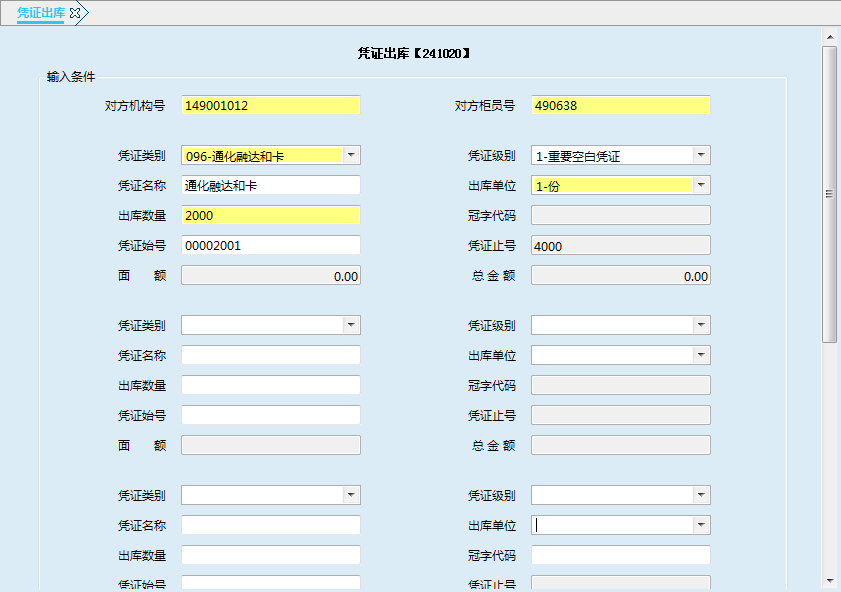 凭证出库
凭证出库【241020】
输入条件
对方机构号 149001012 对方柜员号 490638
凭证类别 096-通化融达和卡 凭证级别 1-重要空白凭证
凭证名称 通化融达和卡 出库单位 1-份
出库数量 2000 冠字代码
凭证始号 00002001 凭证止号 4000
面 额 0.00 总 金 额 0.00
凭证类别 凭证级别
凭证名称 出库单位
出库数量 冠字代码
凭证始号 凭证止号
面 额 总 金 额
凭证类别 凭证级别
凭证名称 出库单位
出库数量 冠字代码
凭证始号 凭证止号